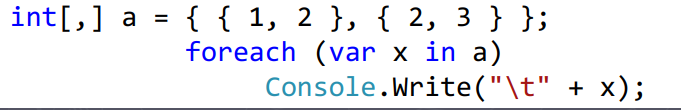 int[,] a = { { 1, 2 }, { 2, 3 } };
foreach (var x in a)
Console.Write("\t" + x);